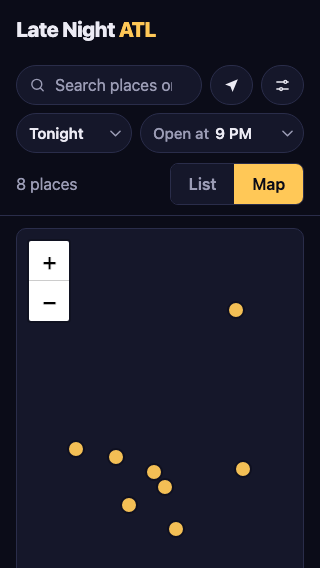 Late Night ATL
Search places o
Tonight
Open at 9 PM
8 places
List
Map
+
−